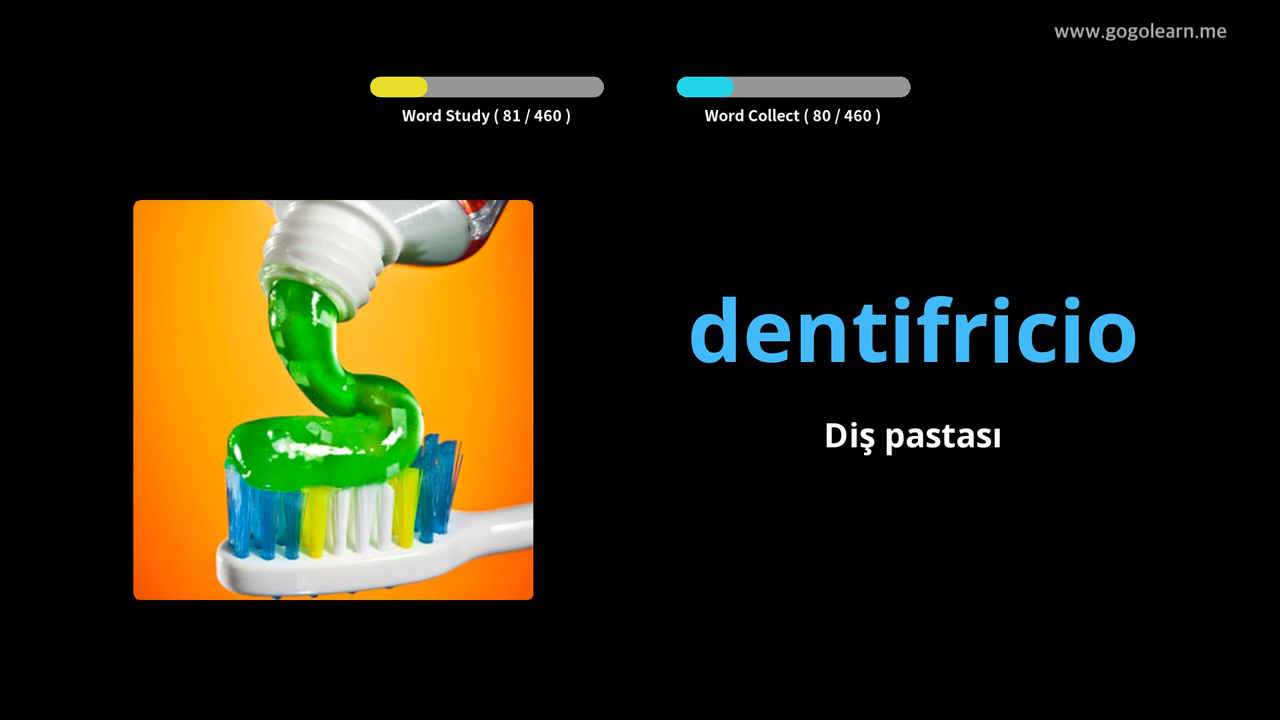 www.gogolearn.me
Word Study ( 81 / 460 )
Word Collect ( 80 / 460 )
dentifricio
Diş pastası